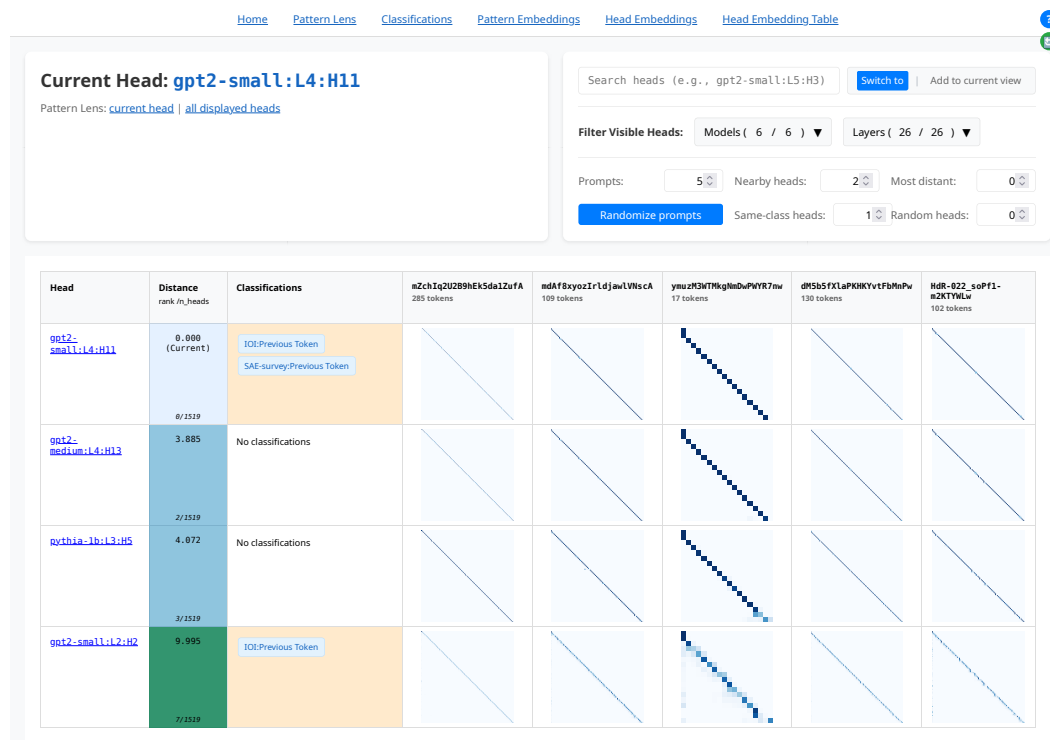 Home Pattern Lens Classifications Pattern Embeddings Head Embeddings Head Embedding Table
Current Head: gpt2-small:L4:H11
Pattern Lens: current head | all displayed heads
Search heads (e.g., gpt2-small:L5:H3) Switch to | Add to current view
Filter Visible Heads: Models ( 6 / 6 ) ▼ Layers ( 26 / 26 ) ▼
Prompts: 5 Nearby heads: 2 Most distant: 0
Randomize prompts Same-class heads: 1 Random heads: 0
Head
Distance
rank /n_heads
Classifications
mZchIq2U2B9hEk5da1ZufA
285 tokens
mdAf8xyozIrldjawlVNscA
109 tokens
ymuzM3WTMkgNmDwPWYR7nw
17 tokens
dM5b5fXlaPKHKYvtFbMnPw
130 tokens
HdR-022_soPf1-
m2KTYWLw
102 tokens
gpt2-
small:L4:H11
0.000
(Current)
0/1519
IOI:Previous Token
SAE-survey:Previous Token
gpt2-
medium:L4:H13
3.885
2/1519
No classifications
pythia-1b:L3:H5
4.072
3/1519
No classifications
gpt2-small:L2:H2
9.995
7/1519
IOI:Previous Token